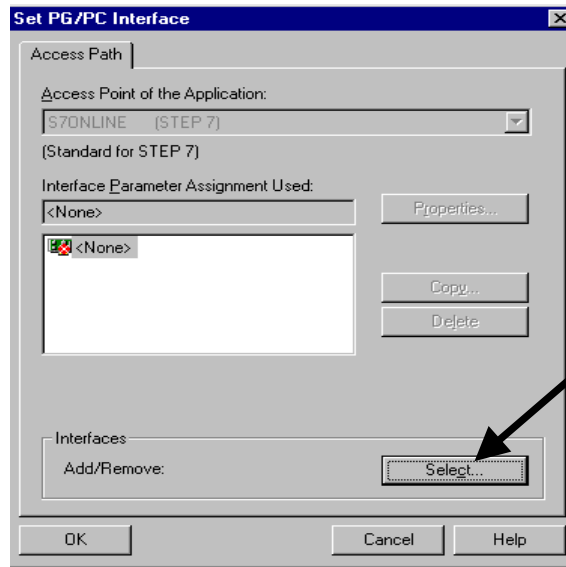 Set PG/PC Interface
Access Path
Access Point of the Application:
S7ONLINE (STEP 7)
(Standard for STEP 7)
Interface Parameter Assignment Used:
<None>
Properties...
<None>
Copy...
Delete
Interfaces
Add/Remove:
Select...
OK
Cancel
Help